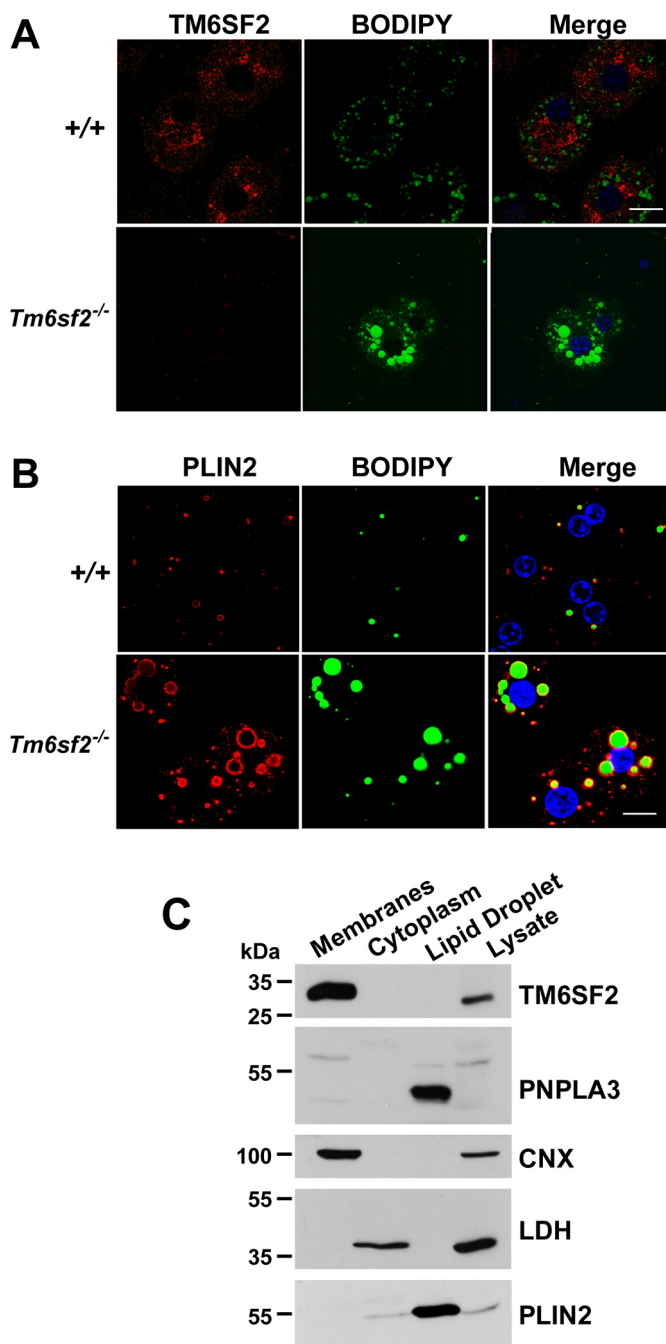 A
TM6SF2 BODIPY Merge
+/+
Tm6sf2-/-
B
PLIN2 BODIPY Merge
+/+
Tm6sf2-/-
C
Membranes
Cytoplasm
Lipid Droplet
Lysate
kDa
35
25
TM6SF2
55
PNPLA3
100
CNX
55
35
LDH
55
PLIN2